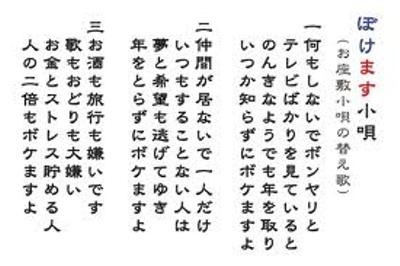 ぼけます小唄
（お座敷小唄の替え歌）
一何もしないでボンヤリと
テレビばかりを見ていると
のんきなようでも年を取り
いつか知らずにボケますよ
二仲間が居ないで一人だけ
いつもすることない人は
夢と希望も逃げてゆき
年をとらずにボケますよ
三お酒も旅行も嫌いです
歌もおどりも大嫌い
お金とストレス貯める人
人の二倍もボケますよ